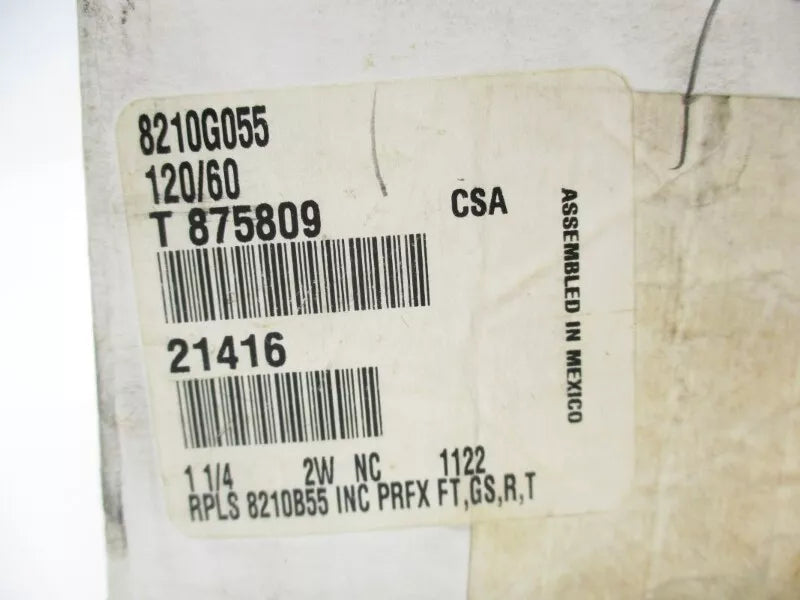 8210G055
120/60
T 875809
CSA
ASSEMBLED IN MEXICO
21416
1 1/4 2W NC 1122
RPLS 8210B55 INC PRFX FT,GS,R,T